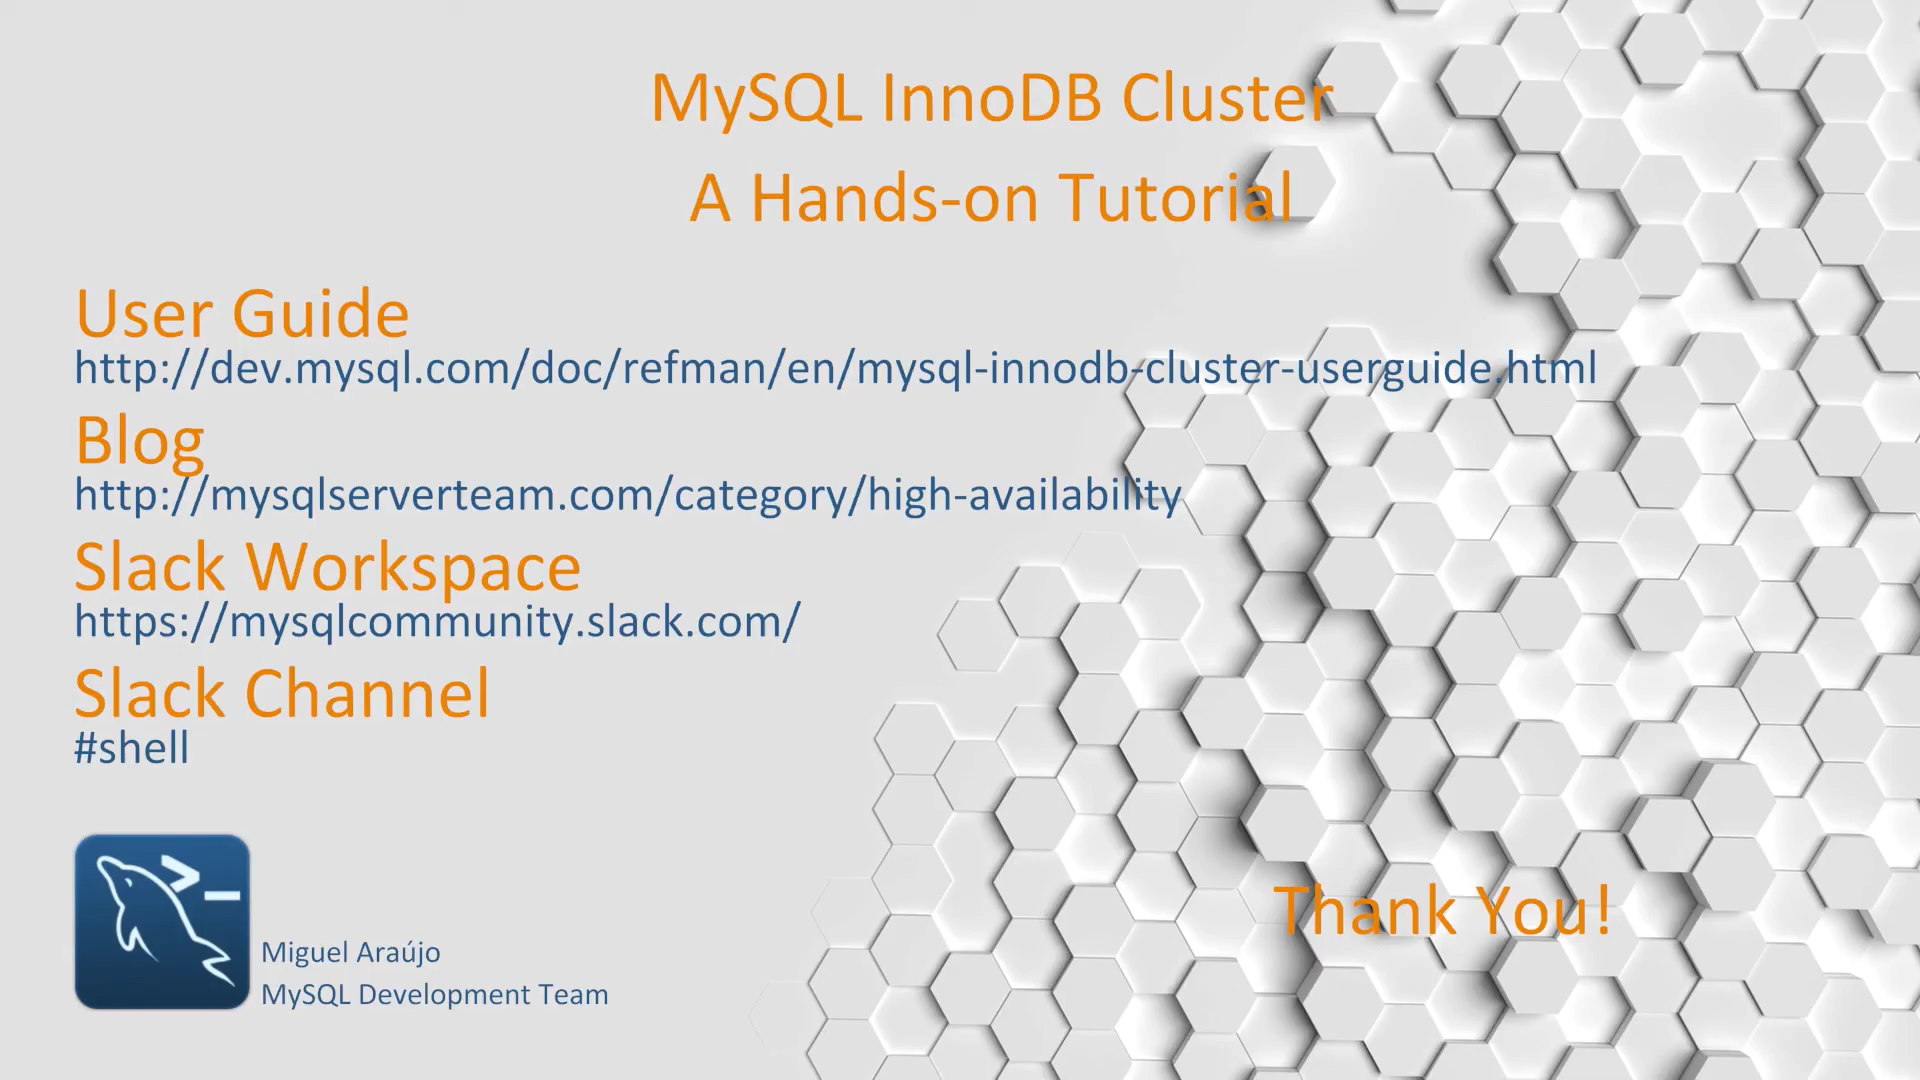 MySQL InnoDB Cluster
A Hands-on Tutorial
User Guide
http://dev.mysql.com/doc/refman/en/mysql-innodb-cluster-userguide.html
Blog
http://mysqlserverteam.com/category/high-availability
Slack Workspace
https://mysqlcommunity.slack.com/
Slack Channel
#shell
Thank You!
Miguel Araújo
MySQL Development Team